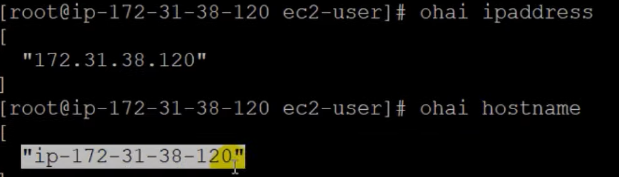 [root@ip-172-31-38-120 ec2-user]# ohai ipaddress
[
"172.31.38.120"
]
[root@ip-172-31-38-120 ec2-user]# ohai hostname
[
"ip-172-31-38-120"